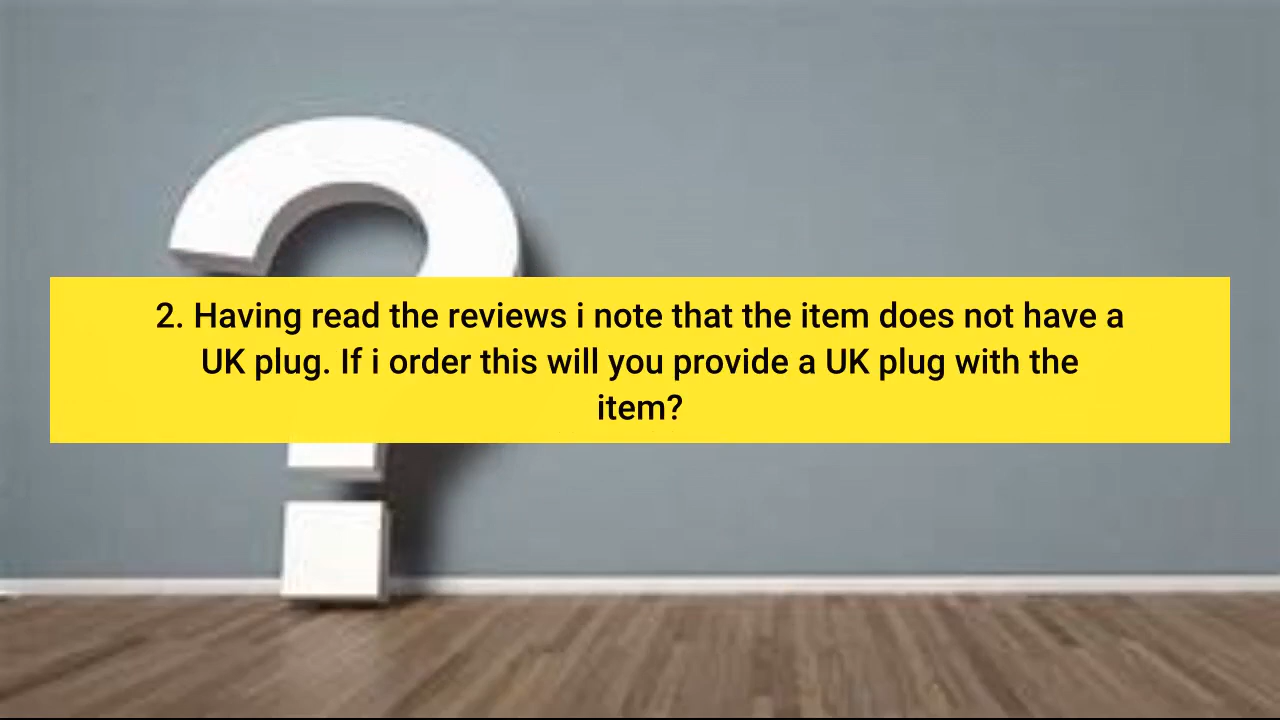 2. Having read the reviews i note that the item does not have a
UK plug. If i order this will you provide a UK plug with the
item?